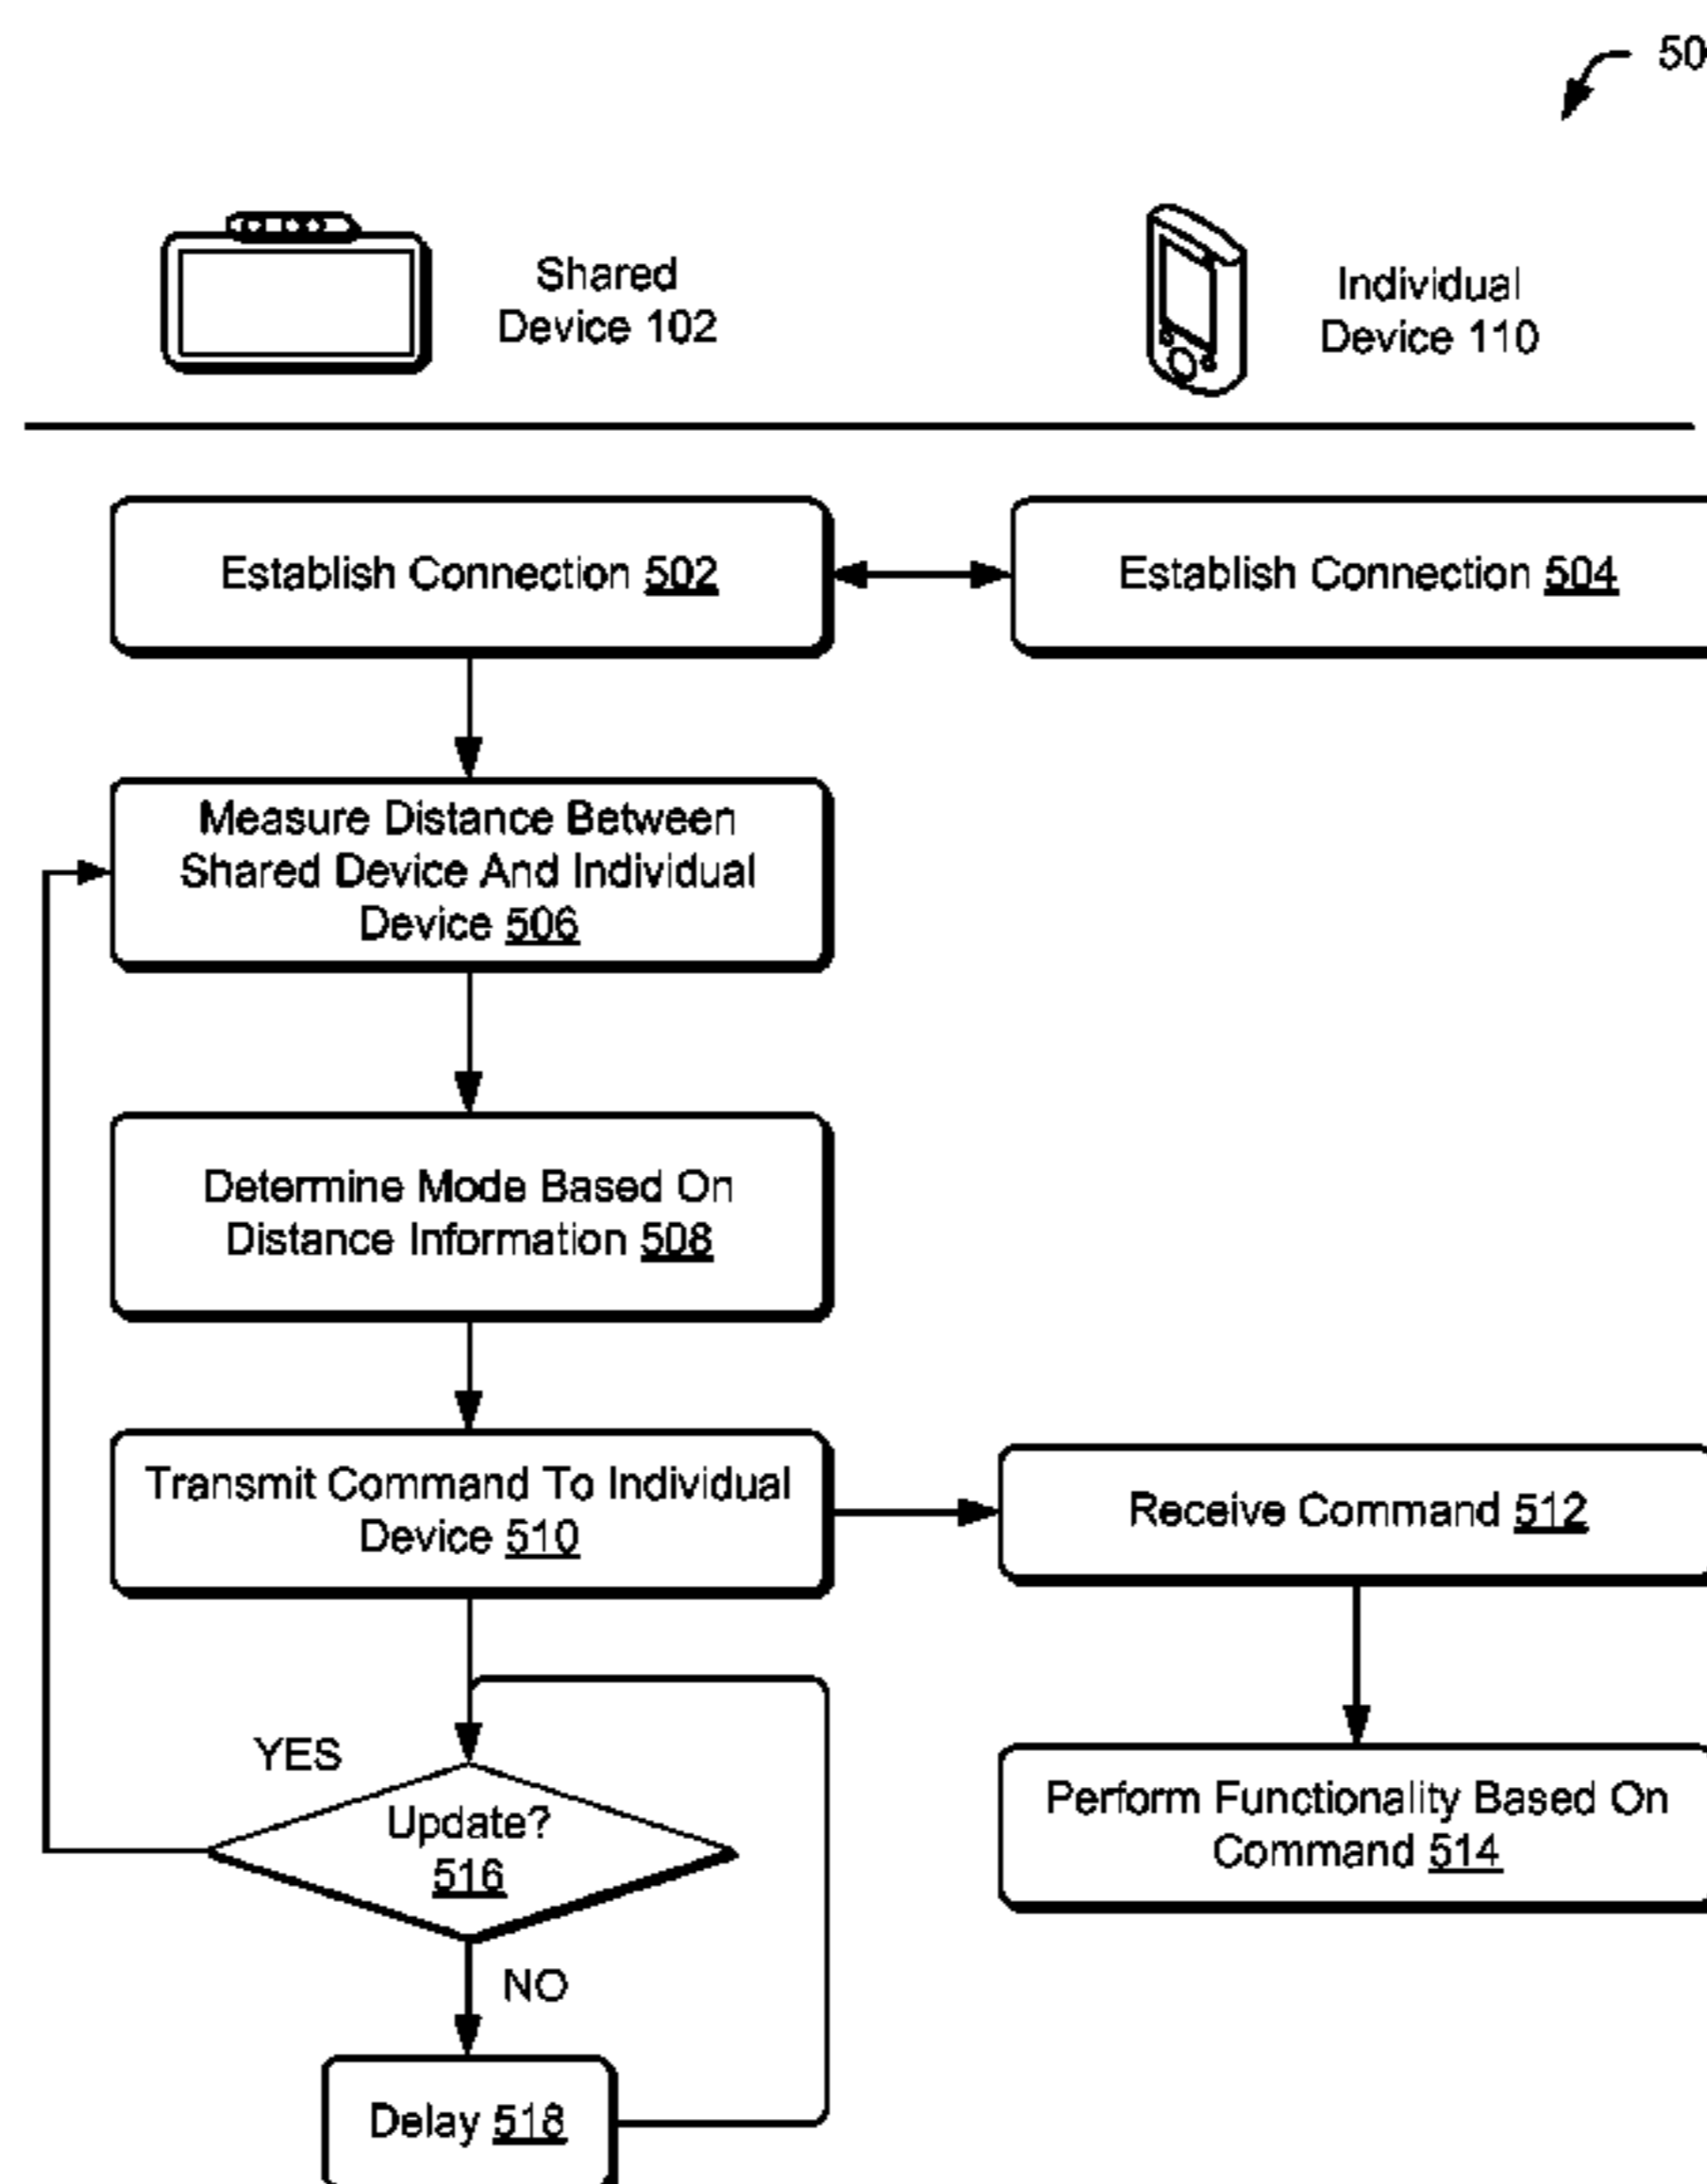 50
Shared
Device 102
Individual
Device 110
Establish Connection 502
Establish Connection 504
Measure Distance Between
Shared Device And Individual
Device 506
Determine Mode Based On
Distance Information 508
Transmit Command To Individual
Device 510
Receive Command 512
Perform Functionality Based On
Command 514
YES
Update?
516
NO
Delay 518